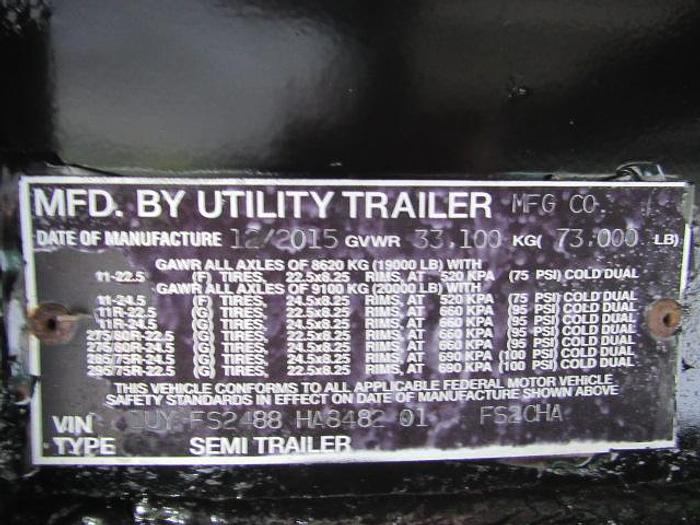 MFD. BY UTILITY TRAILER MFG CO.
DATE OF MANUFACTURE 12/2015 GVWR 33,100 KG( 73,000 LB)
GAWR ALL AXLES OF 8620 KG (19000 LB) WITH
11-22.5 (F) TIRES, 22.5x8.25 RIMS, AT 520 KPA (75 PSI) COLD DUAL
GAWR ALL AXLES OF 9100 KG (20000 LB) WITH
11-24.5 (F) TIRES, 24.5x8.25 RIMS, AT 520 KPA (75 PSI) COLD DUAL
11R-22.5 (G) TIRES, 22.5x8.25 RIMS, AT 660 KPA (95 PSI) COLD DUAL
11R-24.5 (G) TIRES, 24.5x8.25 RIMS, AT 660 KPA (95 PSI) COLD DUAL
275/80R-22.5 (G) TIRES, 22.5x8.25 RIMS, AT 660 KPA (95 PSI) COLD DUAL
275/80R-24.5 (G) TIRES, 24.5x8.25 RIMS, AT 660 KPA (95 PSI) COLD DUAL
285/75R-24.5 (G) TIRES, 24.5x8.25 RIMS, AT 690 KPA (100 PSI) COLD DUAL
295/75R-22.5 (G) TIRES, 22.5x8.25 RIMS, AT 690 KPA (100 PSI) COLD DUAL
THIS VEHICLE CONFORMS TO ALL APPLICABLE FEDERAL MOTOR VEHICLE
SAFETY STANDARDS IN EFFECT ON DATE OF MANUFACTURE SHOWN ABOVE
VIN 1UY FS2488 HA8482 01 FS2CHA
TYPE SEMI TRAILER